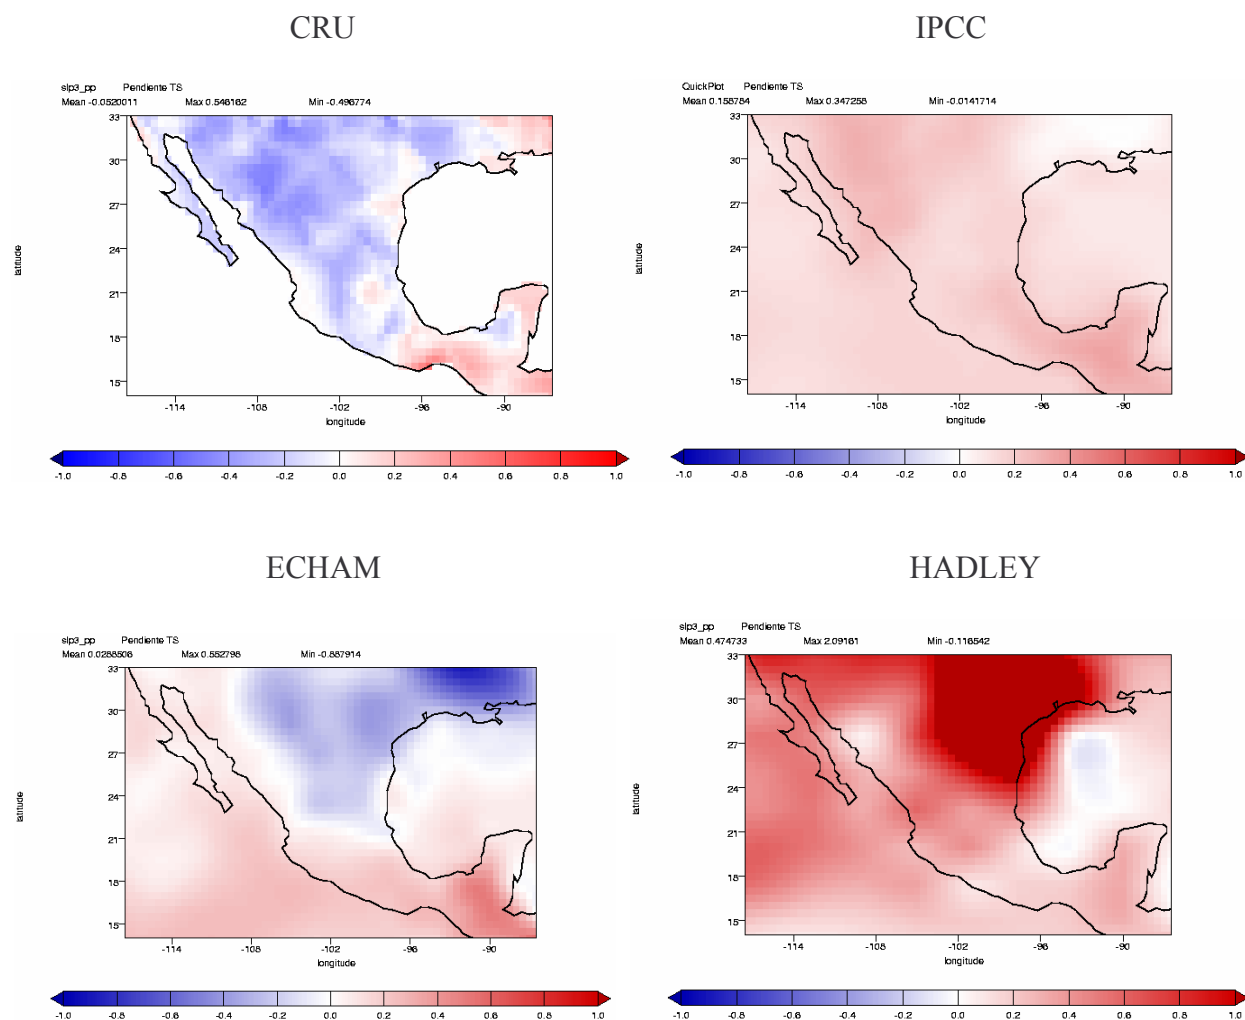 CRU
slp3_pp Pendiente TS
Mean -0.0520011 Max 0.546162 Min -0.496774
33
30
27
24
21
18
15
latitude
-114 -108 -102 -96 -90
longitude
-1.0 -0.8 -0.6 -0.4 -0.2 0.0 0.2 0.4 0.6 0.8 1.0
IPCC
QuickPlot Pendiente TS
Mean 0.158784 Max 0.347258 Min -0.0141714
33
30
27
24
21
18
15
latitude
-114 -108 -102 -96 -90
longitude
-1.0 -0.8 -0.6 -0.4 -0.2 0.0 0.2 0.4 0.6 0.8 1.0
ECHAM
slp3_pp Pendiente TS
Mean 0.0288506 Max 0.552798 Min -0.887914
33
30
27
24
21
18
15
latitude
-114 -108 -102 -96 -90
longitude
-1.0 -0.8 -0.6 -0.4 -0.2 0.0 0.2 0.4 0.6 0.8 1.0
HADLEY
slp3_pp Pendiente TS
Mean 0.474733 Max 2.09161 Min -0.116542
33
30
27
24
21
18
15
latitude
-114 -108 -102 -96 -90
longitude
-1.0 -0.8 -0.6 -0.4 -0.2 0.0 0.2 0.4 0.6 0.8 1.0